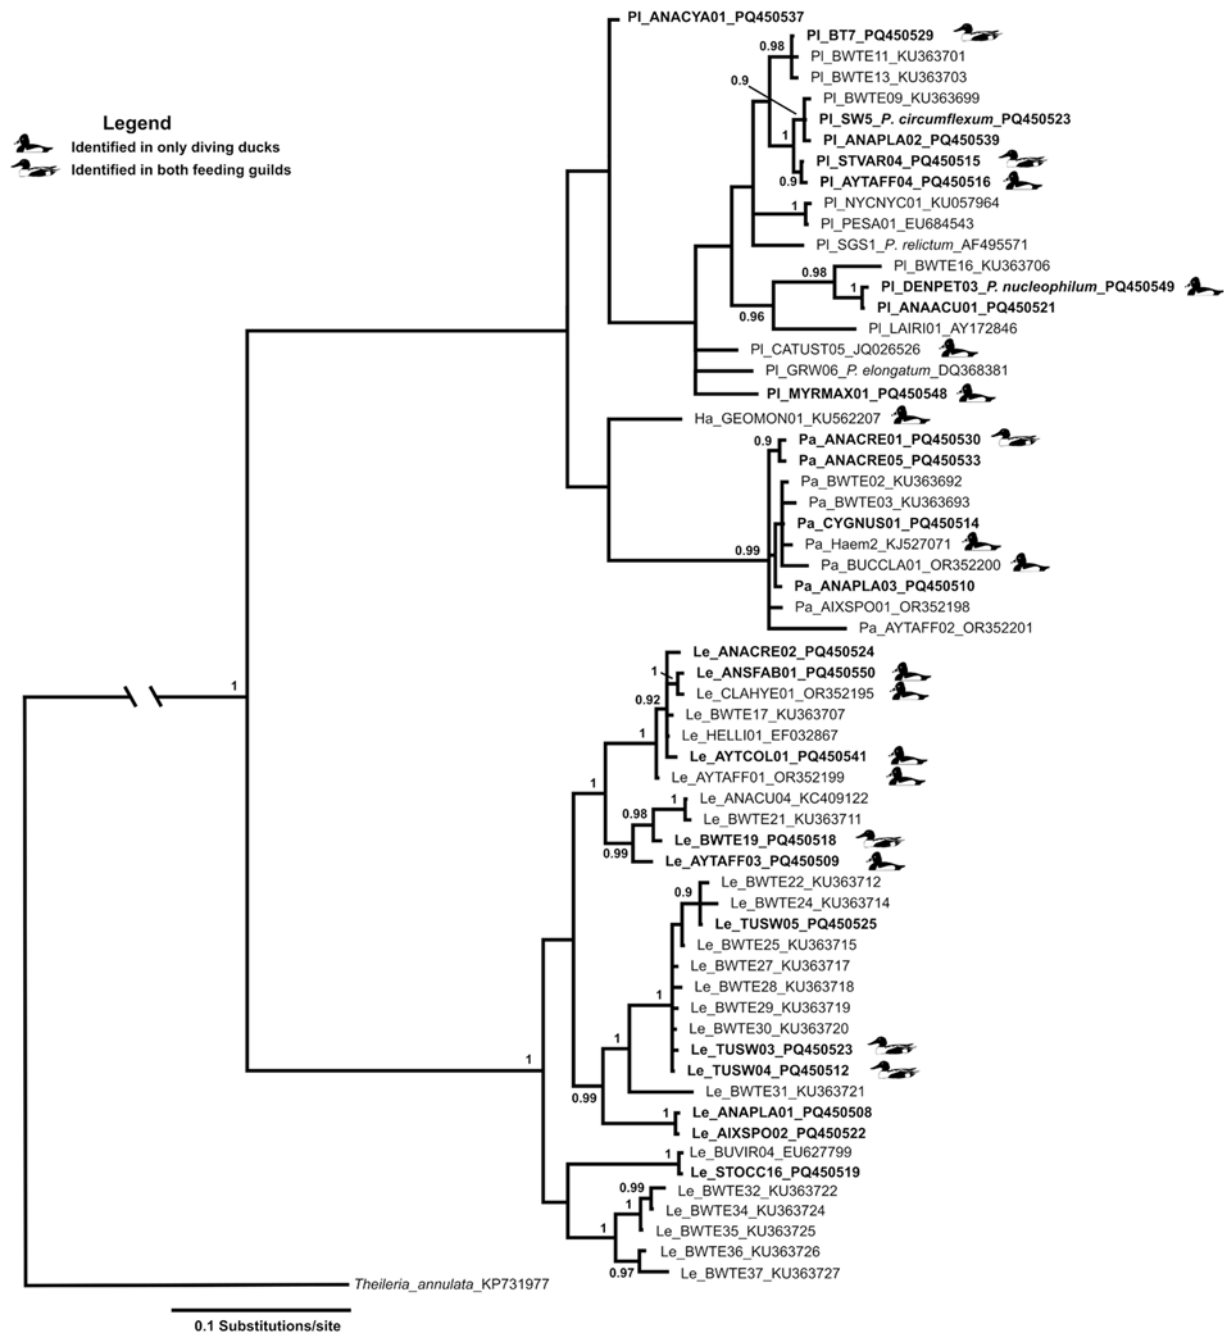 Pl_ANACYA01_PQ450537
0.98
Pl_BT7_PQ450529
Pl_BWTE11_KU363701
Pl_BWTE13_KU363703
0.9
Pl_BWTE09_KU363699
Pl_SW5_P. circumflexum_PQ450523
1
Pl_ANAPLA02_PQ450539
Pl_STVAR04_PQ450515
0.9
Pl_AYTAFF04_PQ450516
1
Pl_NYCNYC01_KU057964
Pl_PESA01_EU684543
Pl_SGS1_P. relictum_AF495571
0.98
Pl_BWTE16_KU363706
1
Pl_DENPET03_P. nucleophilum_PQ450549
0.96
Pl_ANAACU01_PQ450521
Pl_LAIRI01_AY172846
Pl_CATUST05_JQ026526
Pl_GRW06_P. elongatum_DQ368381
Pl_MYRMAX01_PQ450548
Legend
Identified in only diving ducks
Identified in both feeding guilds
Ha_GEOMON01_KU562207
0.9
Pa_ANACRE01_PQ450530
Pa_ANACRE05_PQ450533
Pa_BWTE02_KU363692
Pa_BWTE03_KU363693
Pa_CYGNUS01_PQ450514
0.99
Pa_Haem2_KJ527071
Pa_BUCCLA01_OR352200
Pa_ANAPLA03_PQ450510
Pa_AIXSPO01_OR352198
Pa_AYTAFF02_OR352201
1
Le_ANACRE02_PQ450524
1
Le_ANSFAB01_PQ450550
Le_CLAHYE01_OR352195
0.92
Le_BWTE17_KU363707
1
Le_HELLI01_EF032867
Le_AYTCOL01_PQ450541
Le_AYTAFF01_OR352199
1
1
Le_ANACU04_KC409122
0.98
Le_BWTE21_KU363711
Le_BWTE19_PQ450518
0.99
Le_AYTAFF03_PQ450509
Le_BWTE22_KU363712
0.9
Le_BWTE24_KU363714
Le_TUSW05_PQ450525
Le_BWTE25_KU363715
Le_BWTE27_KU363717
Le_BWTE28_KU363718
1
Le_BWTE29_KU363719
Le_BWTE30_KU363720
1
Le_TUSW03_PQ450523
1
Le_TUSW04_PQ450512
Le_BWTE31_KU363721
0.99
1
Le_ANAPLA01_PQ450508
Le_AIXSPO02_PQ450522
1
Le_BUVIR04_EU627799
Le_STOCC16_PQ450519
0.99
Le_BWTE32_KU363722
1
Le_BWTE34_KU363724
1
Le_BWTE35_KU363725
Le_BWTE36_KU363726
0.97
Le_BWTE37_KU363727
Theileria_annulata_KP731977
0.1 Substitutions/site